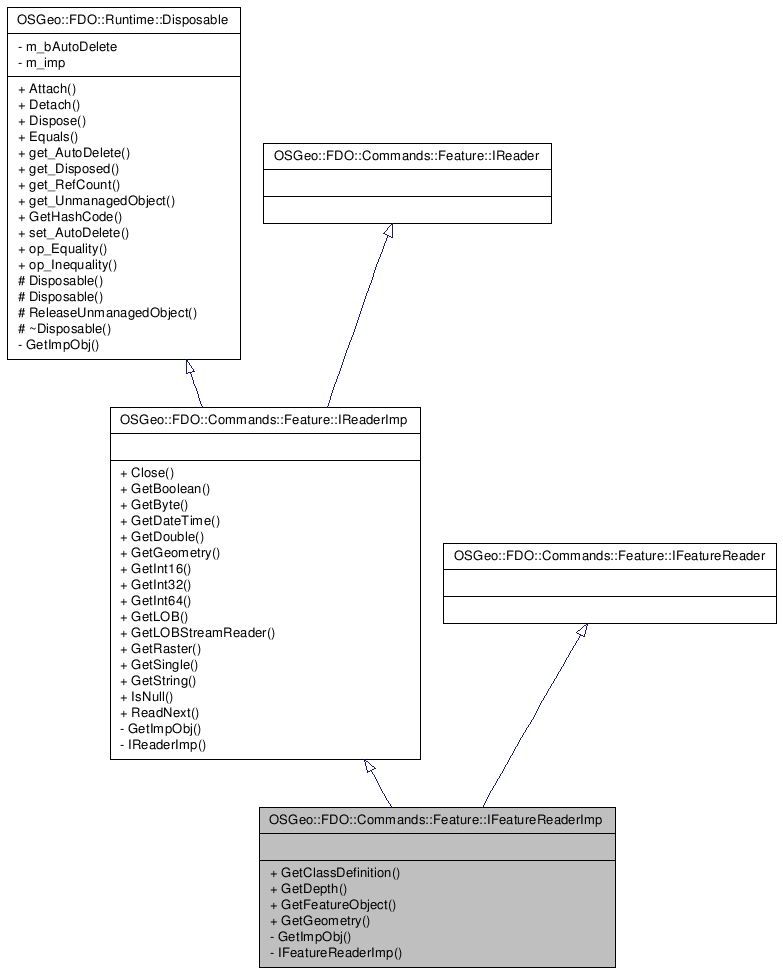 OSGeo::FDO::Runtime::Disposable
- m_bAutoDelete
- m_imp
+ Attach()
+ Detach()
+ Dispose()
+ Equals()
+ get_AutoDelete()
+ get_Disposed()
+ get_RefCount()
+ get_UnmanagedObject()
+ GetHashCode()
+ set_AutoDelete()
+ op_Equality()
+ op_Inequality()
# Disposable()
# Disposable()
# ReleaseUnmanagedObject()
# ~Disposable()
- GetImpObj()
OSGeo::FDO::Commands::Feature::IReader
OSGeo::FDO::Commands::Feature::IReaderImp
+ Close()
+ GetBoolean()
+ GetByte()
+ GetDateTime()
+ GetDouble()
+ GetGeometry()
+ GetInt16()
+ GetInt32()
+ GetInt64()
+ GetLOB()
+ GetLOBStreamReader()
+ GetRaster()
+ GetSingle()
+ GetString()
+ IsNull()
+ ReadNext()
- GetImpObj()
- IReaderImp()
OSGeo::FDO::Commands::Feature::IFeatureReader
OSGeo::FDO::Commands::Feature::IFeatureReaderImp
+ GetClassDefinition()
+ GetDepth()
+ GetFeatureObject()
+ GetGeometry()
- GetImpObj()
- IFeatureReaderImp()